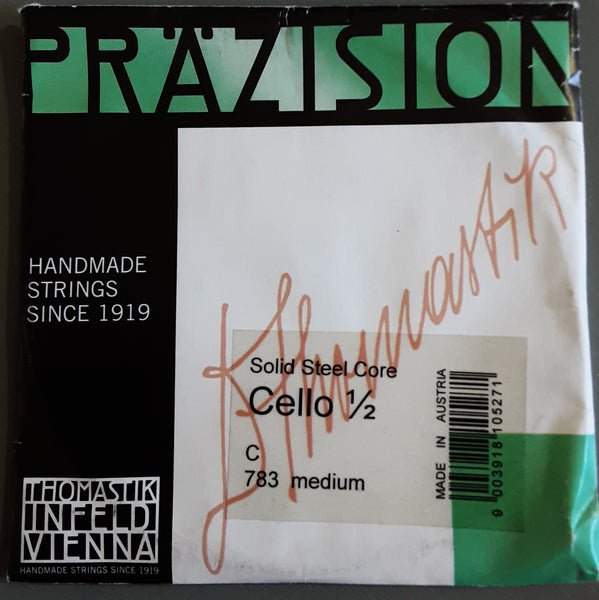 PRÄZISION
Thomastik
HANDMADE
STRINGS
SINCE 1919
Solid Steel Core
Cello ½
C
783 medium
MADE IN AUSTRIA
9 003918 105271
THOMASTIK
INFELD
VIENNA
HANDMADE STRINGS SINCE 1919